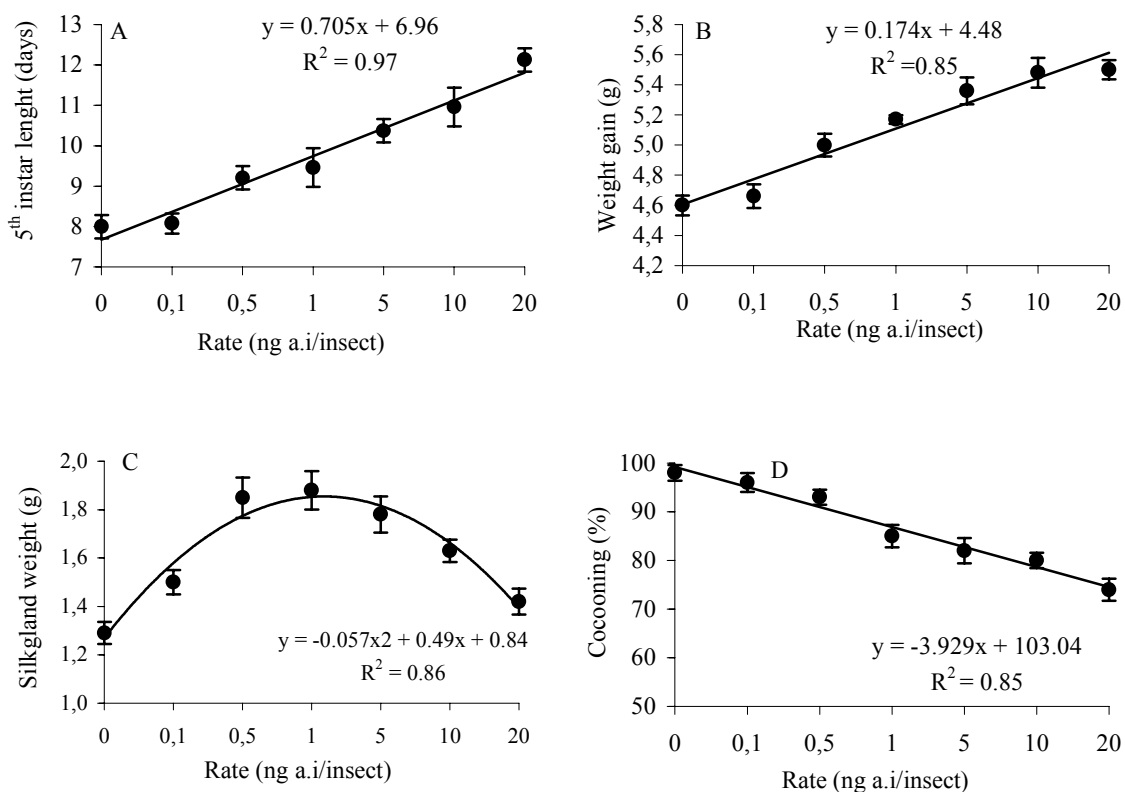 A
y = 0.705x + 6.96
R² = 0.97
5th instar lenght (days)
13
12
11
10
9
8
7
0 0,1 0,5 1 5 10 20
Rate (ng a.i/insect)
B
y = 0.174x + 4.48
R² =0.85
Weight gain (g)
5,8
5,6
5,4
5,2
5,0
4,8
4,6
4,4
4,2
0 0,1 0,5 1 5 10 20
Rate (ng a.i/insect)
C
Silkgland weight (g)
2,0
1,8
1,6
1,4
1,2
1,0
y = -0.057x2 + 0.49x + 0.84
R² = 0.86
0 0,1 0,5 1 5 10 20
Rate (ng a.i/insect)
D
Cocooning (%)
100
90
80
70
60
50
y = -3.929x + 103.04
R² = 0.85
0 0,1 0,5 1 5 10 20
Rate (ng a.i/insect)